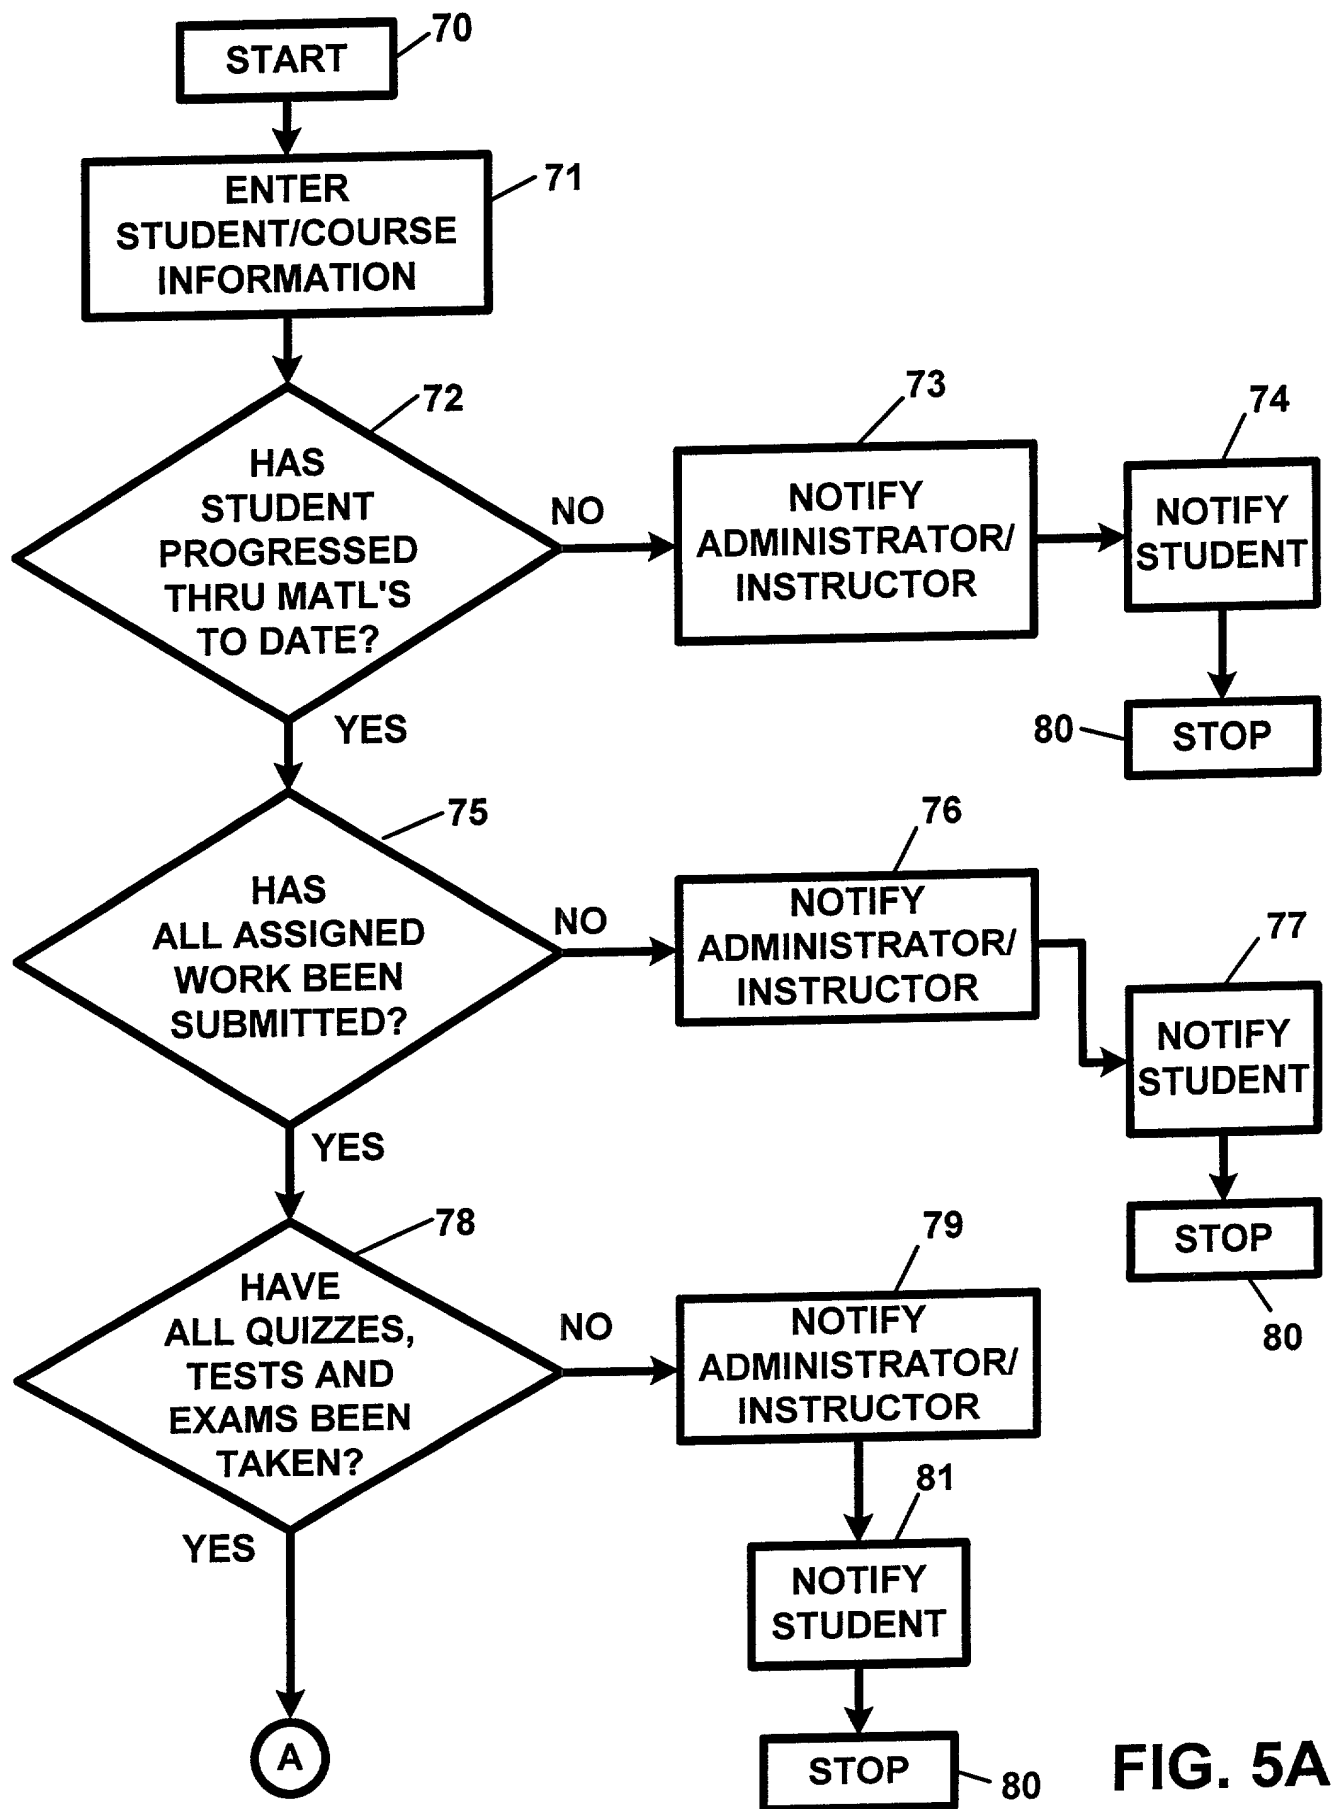 START
70
ENTER
STUDENT/COURSE
INFORMATION
71
HAS
STUDENT
PROGRESSED
THRU MATL'S
TO DATE?
72
NO
NOTIFY
ADMINISTRATOR/
INSTRUCTOR
73
NOTIFY
STUDENT
74
STOP
80
YES
HAS
ALL ASSIGNED
WORK BEEN
SUBMITTED?
75
NO
NOTIFY
ADMINISTRATOR/
INSTRUCTOR
76
NOTIFY
STUDENT
77
STOP
80
YES
HAVE
ALL QUIZZES,
TESTS AND
EXAMS BEEN
TAKEN?
78
NO
NOTIFY
ADMINISTRATOR/
INSTRUCTOR
79
NOTIFY
STUDENT
81
STOP
80
YES
A
FIG. 5A